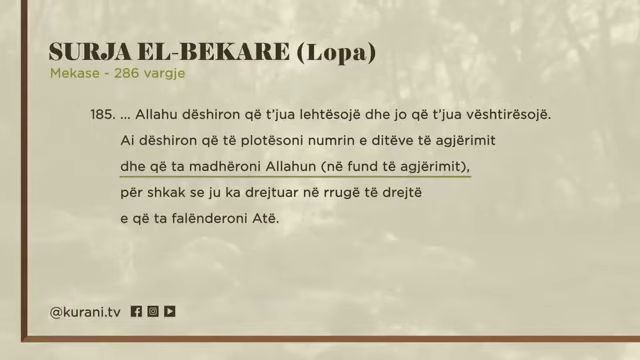 SURJA EL-BEKARE (Lopa)
Mekase - 286 vargje
185. ... Allahu dëshiron që t'jua lehtësojë dhe jo që t'jua vështirësojë.
Ai dëshiron që të plotësoni numrin e ditëve të agjërimit
dhe që ta madhëroni Allahun (në fund të agjërimit),
për shkak se ju ka drejtuar në rrugë të drejtë
e që ta falënderoni Atë.
@kurani.tv